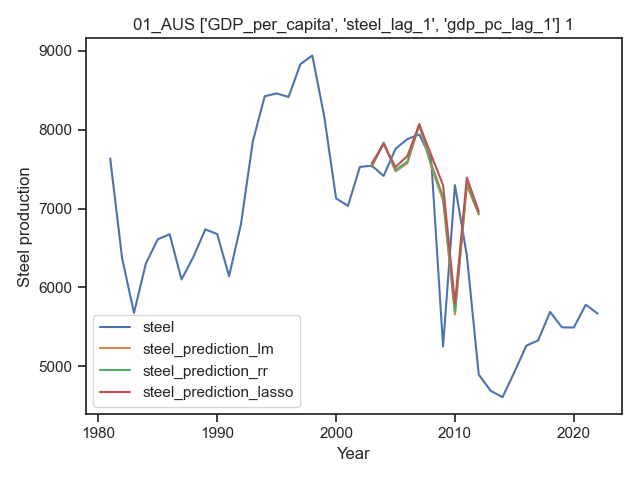 01_AUS ['GDP_per_capita', 'steel_lag_1', 'gdp_pc_lag_1'] 1
9000
8000
7000
6000
5000
Steel production
steel
steel_prediction_lm
steel_prediction_rr
steel_prediction_lasso
1980
1990
2000
2010
2020
Year